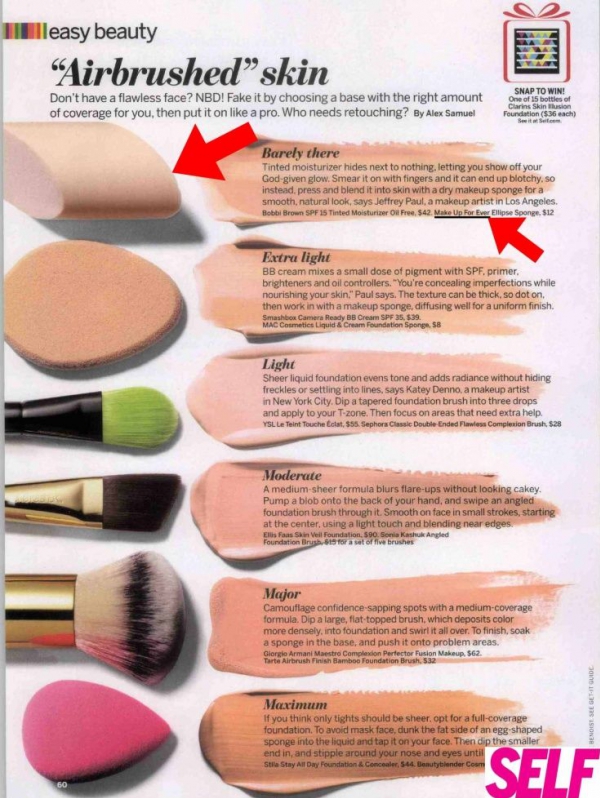 easy beauty
“Airbrushed” skin
Don't have a flawless face? NBD! Fake it by choosing a base with the right amount
of coverage for you, then put it on like a pro. Who needs retouching? By Alex Samuel
SNAP TO WIN!
One of 15 bottles of
Clarins Skin Illusion
Foundation ($36 each)
See it at Self.com.
Barely there
Tinted moisturizer hides next to nothing, letting you show off your
God-given glow. Smear it on with fingers and it can end up blotchy, so
instead, press and blend it into skin with a dry makeup sponge for a
smooth, natural look, says Jeffrey Paul, a makeup artist in Los Angeles.
Bobbi Brown SPF 15 Tinted Moisturizer Oil Free, $42. Make Up For Ever Ellipse Sponge, $12
Extra light
BB cream mixes a small dose of pigment with SPF, primer,
brighteners and oil controllers. "You're concealing imperfections while
nourishing your skin," Paul says. The texture can be thick, so dot on,
then work in with a makeup sponge, diffusing well for a uniform finish.
Smashbox Camera Ready BB Cream SPF 35, $39.
MAC Cosmetics Liquid & Cream Foundation Sponge, $8
Light
Sheer liquid foundation evens tone and adds radiance without hiding
freckles or settling into lines, says Katey Denno, a makeup artist
in New York City. Dip a tapered foundation brush into three drops
and apply to your T-zone. Then focus on areas that need extra help.
YSL Le Teint Touche Éclat, $55. Sephora Classic Double-Ended Flawless Complexion Brush, $28
Moderate
A medium-sheer formula blurs flare-ups without looking cakey.
Pump a blob onto the back of your hand, and swipe an angled
foundation brush through it. Smooth on face in small strokes, starting
at the center, using a light touch and blending near edges.
Ellis Faas Skin Veil Foundation, $90. Sonia Kashuk Angled
Foundation Brush, $15 for a set of five brushes
Major
Camouflage confidence-sapping spots with a medium-coverage
formula. Dip a large, flat-topped brush, which deposits color
more densely, into foundation and swirl it all over. To finish, soak
a sponge in the base, and push it onto problem areas.
Giorgio Armani Maestro Complexion Perfector Fusion Makeup, $62.
Tarte Airbrush Finish Bamboo Foundation Brush, $32
Maximum
If you think only tights should be sheer, opt for a full-coverage
foundation. To avoid mask face, dunk the fat side of an egg-shaped
sponge into the liquid and tap it on your face. Then dip the smaller
end in, and stipple around your nose and eyes until
Stila Stay All Day Foundation & Concealer, $44. Beautyblender Cosm
SEE GET-IT GUIDE.
60
SELF